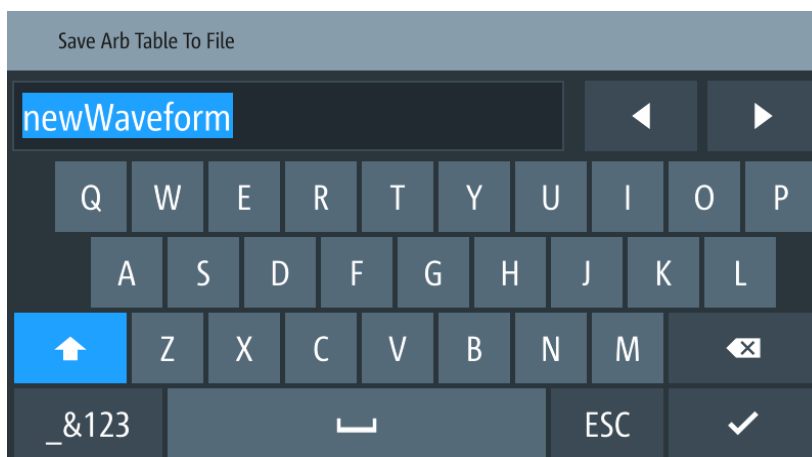 Save Arb Table To File
newWaveform
Q W E R T Y U I O P
A S D F G H J K L
Z X C V B N M
_&123 ESC